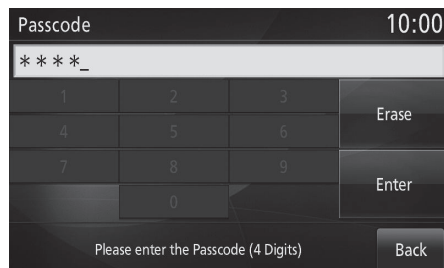 Passcode 10:00
* * * *_
1 2 3
Erase
4 5 6
7 8 9
Enter
0
Please enter the Passcode (4 Digits) Back